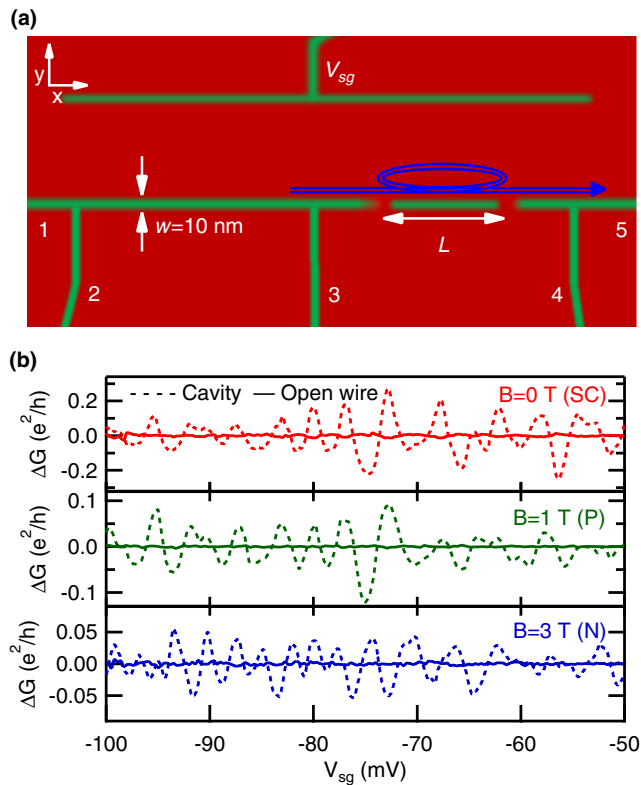 (a)
y
x
V_sg
w=10 nm
L
1
2
3
4
5
(b)
Cavity
Open wire
B=0 T (SC)
0.2
0.0
-0.2
ΔG (e²/h)
B=1 T (P)
0.1
0.0
-0.1
ΔG (e²/h)
B=3 T (N)
0.05
0.00
-0.05
ΔG (e²/h)
-100 -90 -80 -70 -60 -50
V_sg (mV)